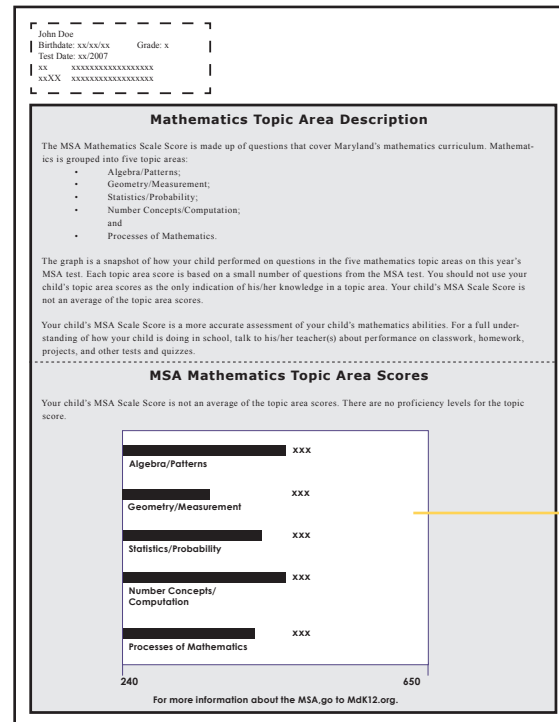 John Doe
Birthdate: xx/xx/xx Grade: x
Test Date: xx/2007
xx xxxxxxxxxxxxxxxxxx
xxXX xxxxxxxxxxxxxxxxxx
Mathematics Topic Area Description
The MSA Mathematics Scale Score is made up of questions that cover Maryland's mathematics curriculum. Mathemat-
ics is grouped into five topic areas:
• Algebra/Patterns;
• Geometry/Measurement;
• Statistics/Probability;
• Number Concepts/Computation;
and
• Processes of Mathematics.
The graph is a snapshot of how your child performed on questions in the five mathematics topic areas on this year's
MSA test. Each topic area score is based on a small number of questions from the MSA test. You should not use your
child's topic area scores as the only indication of his/her knowledge in a topic area. Your child's MSA Scale Score is
not an average of the topic area scores.
Your child's MSA Scale Score is a more accurate assessment of your child's mathematics abilities. For a full under-
standing of how your child is doing in school, talk to his/her teacher(s) about performance on classwork, homework,
projects, and other tests and quizzes.
MSA Mathematics Topic Area Scores
Your child's MSA Scale Score is not an average of the topic area scores. There are no proficiency levels for the topic
score.
xxx
Algebra/Patterns
xxx
Geometry/Measurement
xxx
Statistics/Probability
xxx
Number Concepts/
Computation
xxx
Processes of Mathematics
240 650
For more information about the MSA,go to MdK12.org.